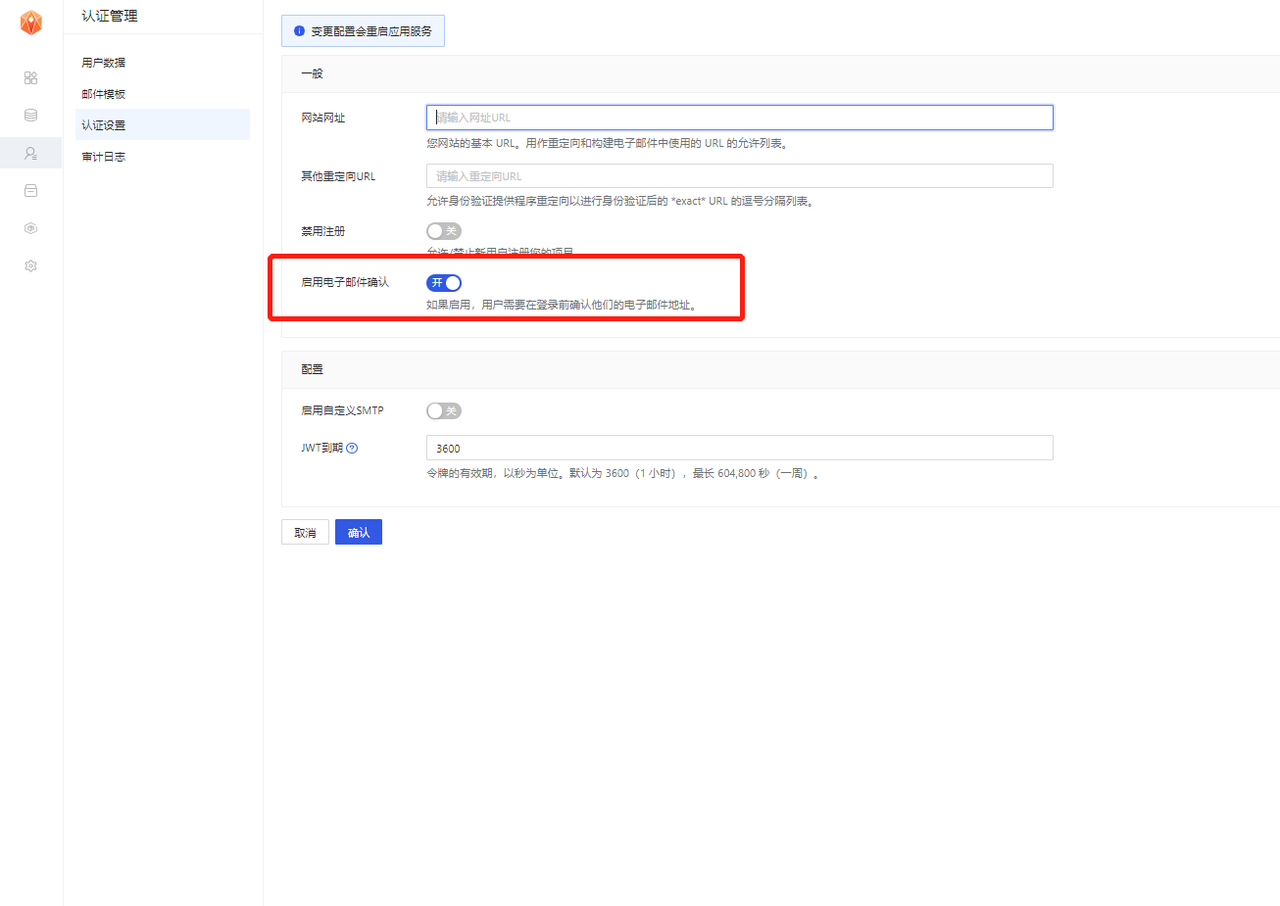 认证管理
变更配置会重启应用服务
用户数据
邮件模板
认证设置
审计日志
一般
网站网址
请输入网址URL
您网站的基本 URL。用作重定向和构建电子邮件中使用的 URL 的允许列表。
其他重定向URL
请输入重定向URL
允许身份验证提供程序重定向以进行身份验证后的 *exact* URL 的逗号分隔列表。
禁用注册
关
允许/禁止新用户注册您的项目
启用电子邮件确认
开
如果启用，用户需要在登录前确认他们的电子邮件地址。
配置
启用自定义SMTP
关
JWT到期
3600
令牌的有效期，以秒为单位。默认为 3600（1 小时），最长 604,800 秒（一周）。
取消
确认